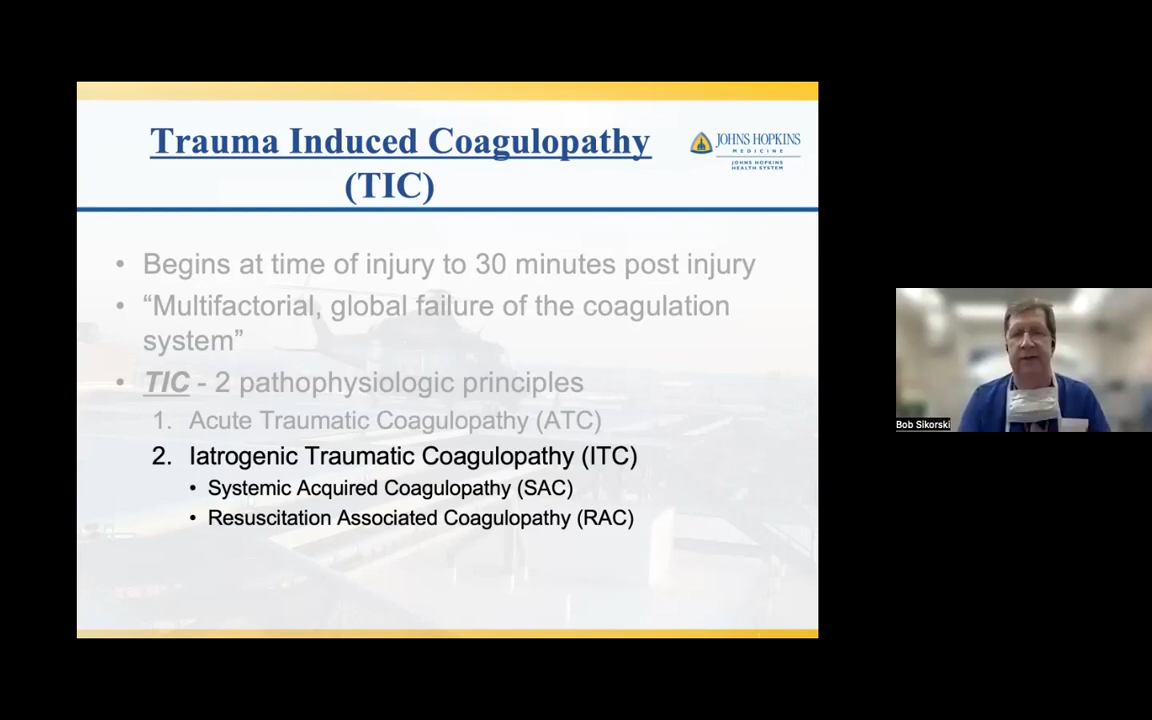 Trauma Induced Coagulopathy
(TIC)
JOHNS HOPKINS
MEDICINE
JOHNS HOPKINS
HEALTH SYSTEM
• Begins at time of injury to 30 minutes post injury
• “Multifactorial, global failure of the coagulation
system”
• TIC - 2 pathophysiologic principles
1. Acute Traumatic Coagulopathy (ATC)
2. Iatrogenic Traumatic Coagulopathy (ITC)
• Systemic Acquired Coagulopathy (SAC)
• Resuscitation Associated Coagulopathy (RAC)
Bob Sikorski